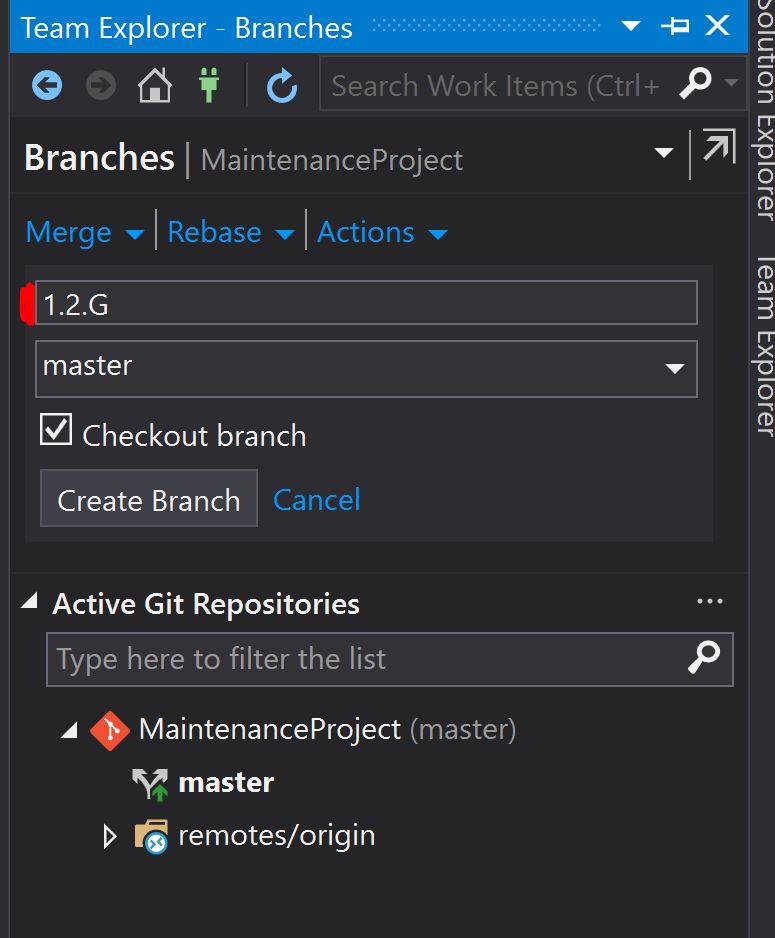 Team Explorer - Branches
Search Work Items (Ctrl+
Branches | MaintenanceProject
Merge Rebase Actions
1.2.G
master
Checkout branch
Create Branch Cancel
Active Git Repositories ...
Type here to filter the list
MaintenanceProject (master)
master
remotes/origin
Solution Explorer
Team Explorer